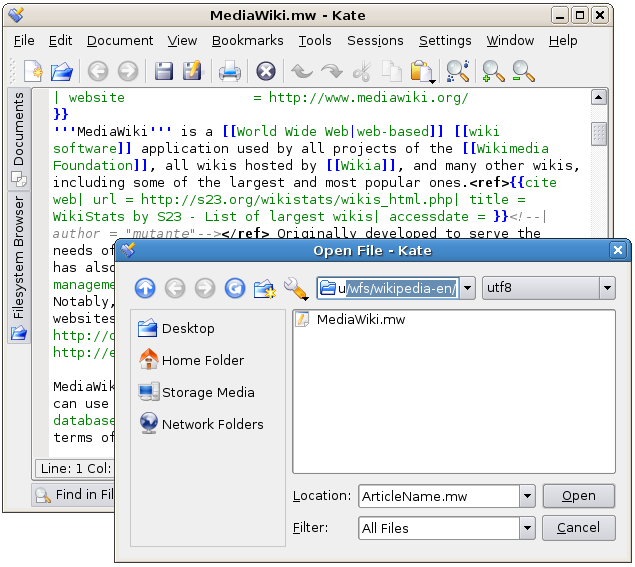 MediaWiki.mw - Kate
File Edit Document View Bookmarks Tools Sessions Settings Window Help
Documents
Filesystem Browser
| website = http://www.mediawiki.org/
}}
'''MediaWiki''' is a [[World Wide Web|web-based]] [[wiki
software]] application used by all projects of the [[Wikimedia
Foundation]], all wikis hosted by [[Wikia]], and many other wikis,
including some of the largest and most popular ones.<ref>{{cite
web| url = http://s23.org/wikistats/wikis_html.php| title =
WikiStats by S23 - List of largest wikis| accessdate = }}<!--|
author = "mutante"--></ref> Originally developed to serve the
needs of
has also
manageme
Notably,
websites
http://
http://e
MediaWik
can use
database
terms of
Line: 1 Col:
Find in Fil
Open File - Kate
u/wfs/wikipedia-en/
utf8
Desktop
Home Folder
Storage Media
Network Folders
MediaWiki.mw
Location: ArticleName.mw Open
Filter: All Files Cancel